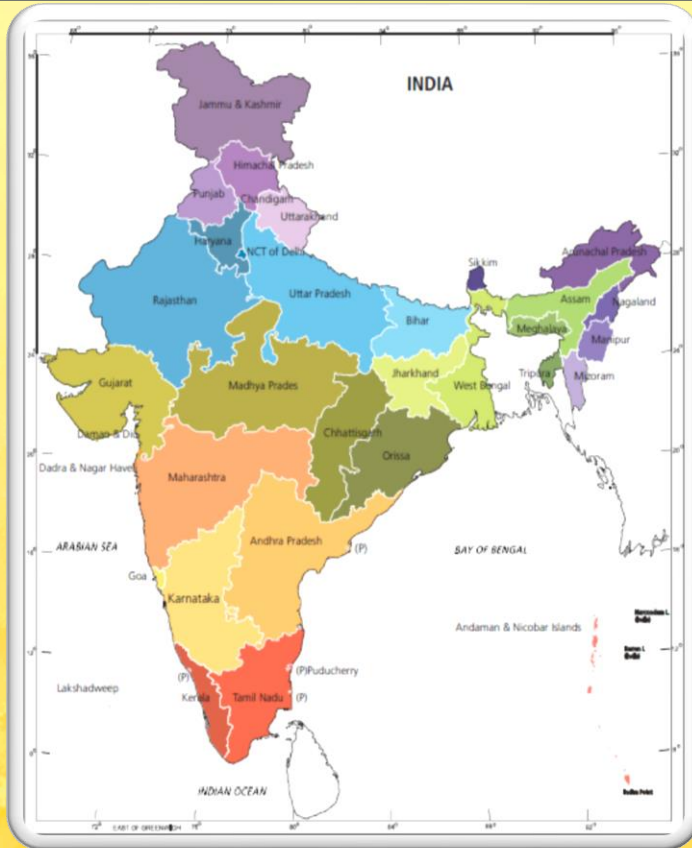 INDIA
Jammu & Kashmir
Himachal Pradesh
Punjab
Chandigarh
Uttarakhand
Haryana
NCT of Delhi
Arunachal Pradesh
Sikkim
Rajasthan
Uttar Pradesh
Assam
Nagaland
Bihar
Meghalaya
Manipur
Gujarat
Madhya Prades
Jharkhand
West Bengal
Tripura
Mizoram
Daman & Diu
Chhattisgarh
Orissa
Dadra & Nagar Haveli
Maharashtra
ARABIAN SEA
Andhra Pradesh
(P)
BAY OF BENGAL
Goa
Karnataka
Andaman & Nicobar Islands
(P)
(P)Puducherry
Lakshadweep
Kerala
Tamil Nadu
(P)
INDIAN OCEAN
EAST OF GREENWICH